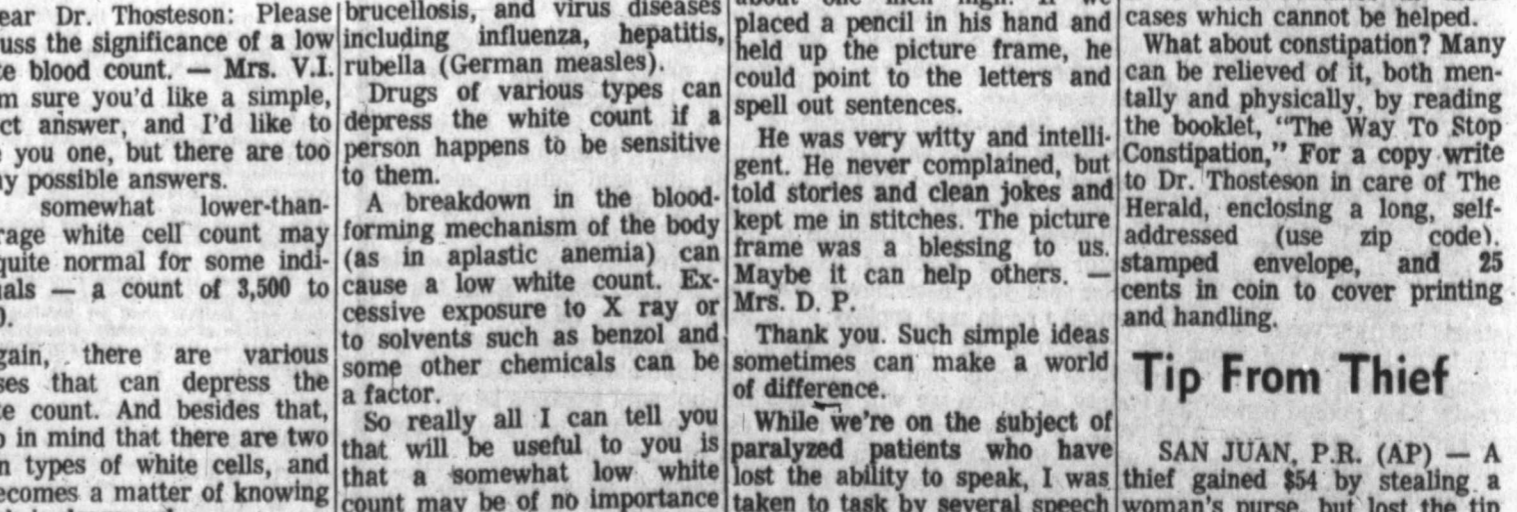 ear Dr. Thosteson: Please
uss the significance of a low
e blood count. — Mrs. V.I.
m sure you'd like a simple,
ct answer, and I'd like to
you one, but there are too
y possible answers.
somewhat lower-than-
rage white cell count may
quite normal for some indi-
als — a count of 3,500 to
0.
gain, there are various
ses that can depress the
e count. And besides that,
in mind that there are two
n types of white cells, and
ecomes a matter of knowing
brucellosis, and virus diseases
including influenza, hepatitis,
rubella (German measles).
Drugs of various types can
depress the white count if a
person happens to be sensitive
to them.
A breakdown in the blood-
forming mechanism of the body
(as in aplastic anemia) can
cause a low white count. Ex-
cessive exposure to X ray or
to solvents such as benzol and
some other chemicals can be
a factor.
So really all I can tell you
that will be useful to you is
that a somewhat low white
count may be of no importance
about one inch high. If we
placed a pencil in his hand and
held up the picture frame, he
could point to the letters and
spell out sentences.
He was very witty and intelli-
gent. He never complained, but
told stories and clean jokes and
kept me in stitches. The picture
frame was a blessing to us.
Maybe it can help others. —
Mrs. D. P.
Thank you. Such simple ideas
sometimes can make a world
of difference.
While we're on the subject of
paralyzed patients who have
lost the ability to speak, I was
taken to task by several speech
cases which cannot be helped.
What about constipation? Many
can be relieved of it, both men-
tally and physically, by reading
the booklet, "The Way To Stop
Constipation," For a copy write
to Dr. Thosteson in care of The
Herald, enclosing a long, self-
addressed (use zip code).
stamped envelope, and 25
cents in coin to cover printing
and handling.
Tip From Thief
SAN JUAN, P.R. (AP) — A
thief gained $54 by stealing a
woman's purse, but lost the tip